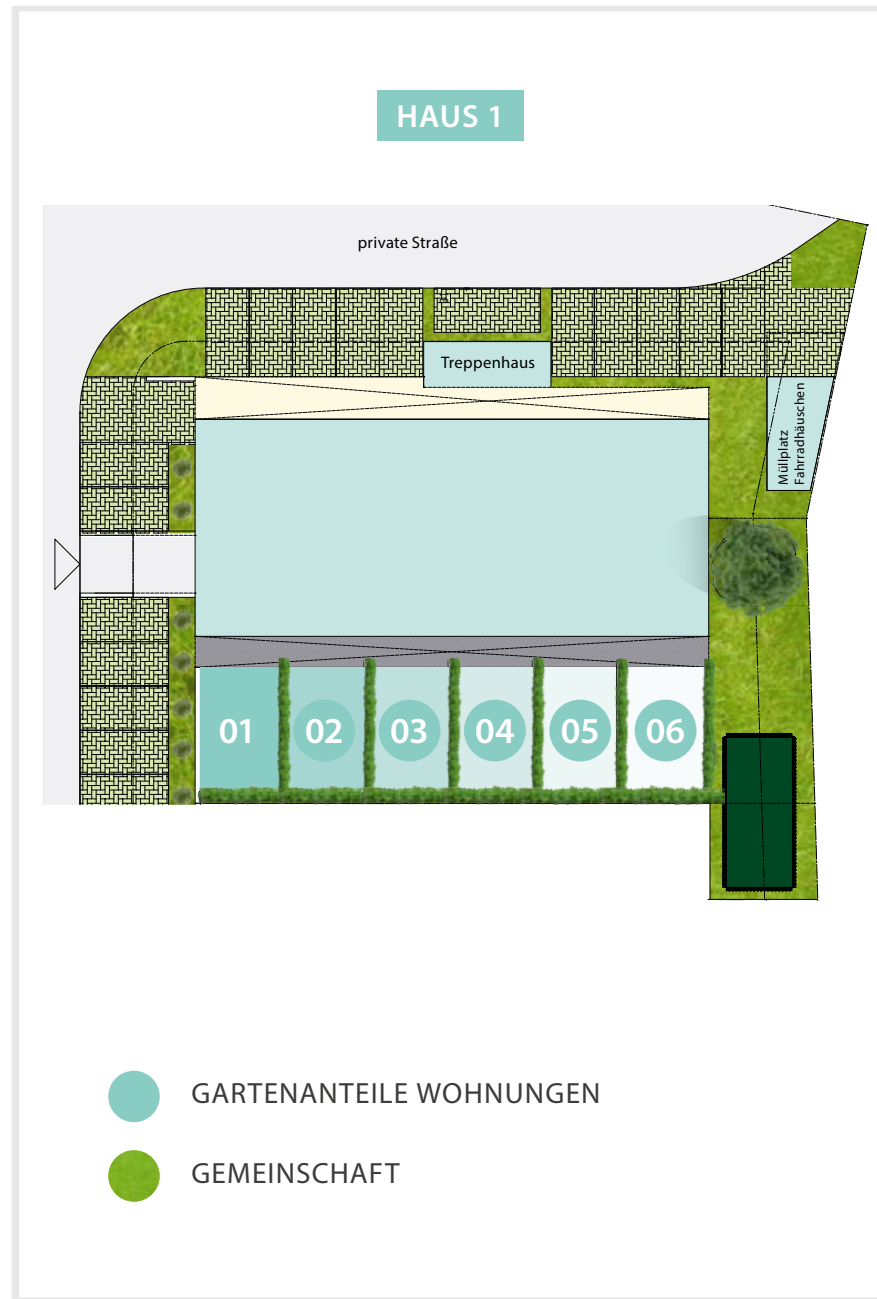 HAUS 1
private Straße
Treppenhaus
Müllplatz
Fahrradhäuschen
01
02
03
04
05
06
GARTENANTEILE WOHNUNGEN
GEMEINSCHAFT